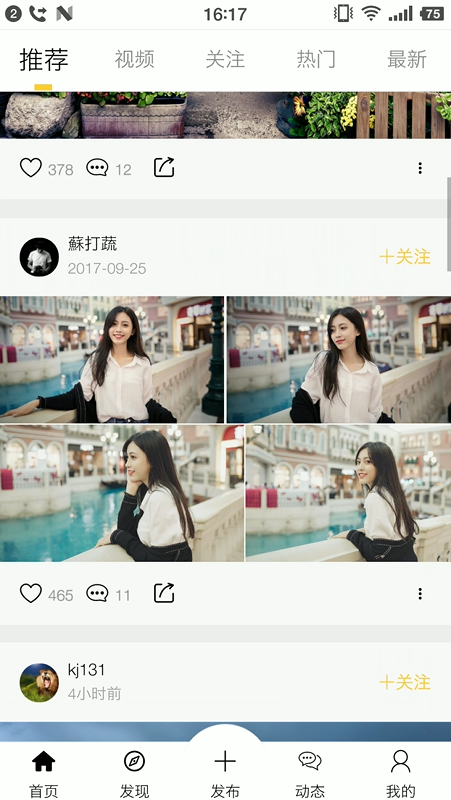 2 16:17 75
推荐 视频 关注 热门 最新
378 12
蘇打蔬
2017-09-25
+关注
465 11
kj131
4小时前
+关注
首页 发现 发布 动态 我的